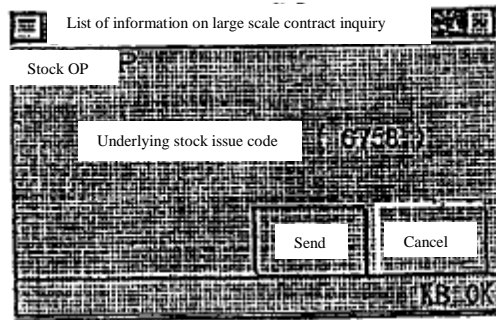 List of information on large scale contract inquiry
Stock OP
Underlying stock issue code ( 6758 )
Send Cancel
KB OK